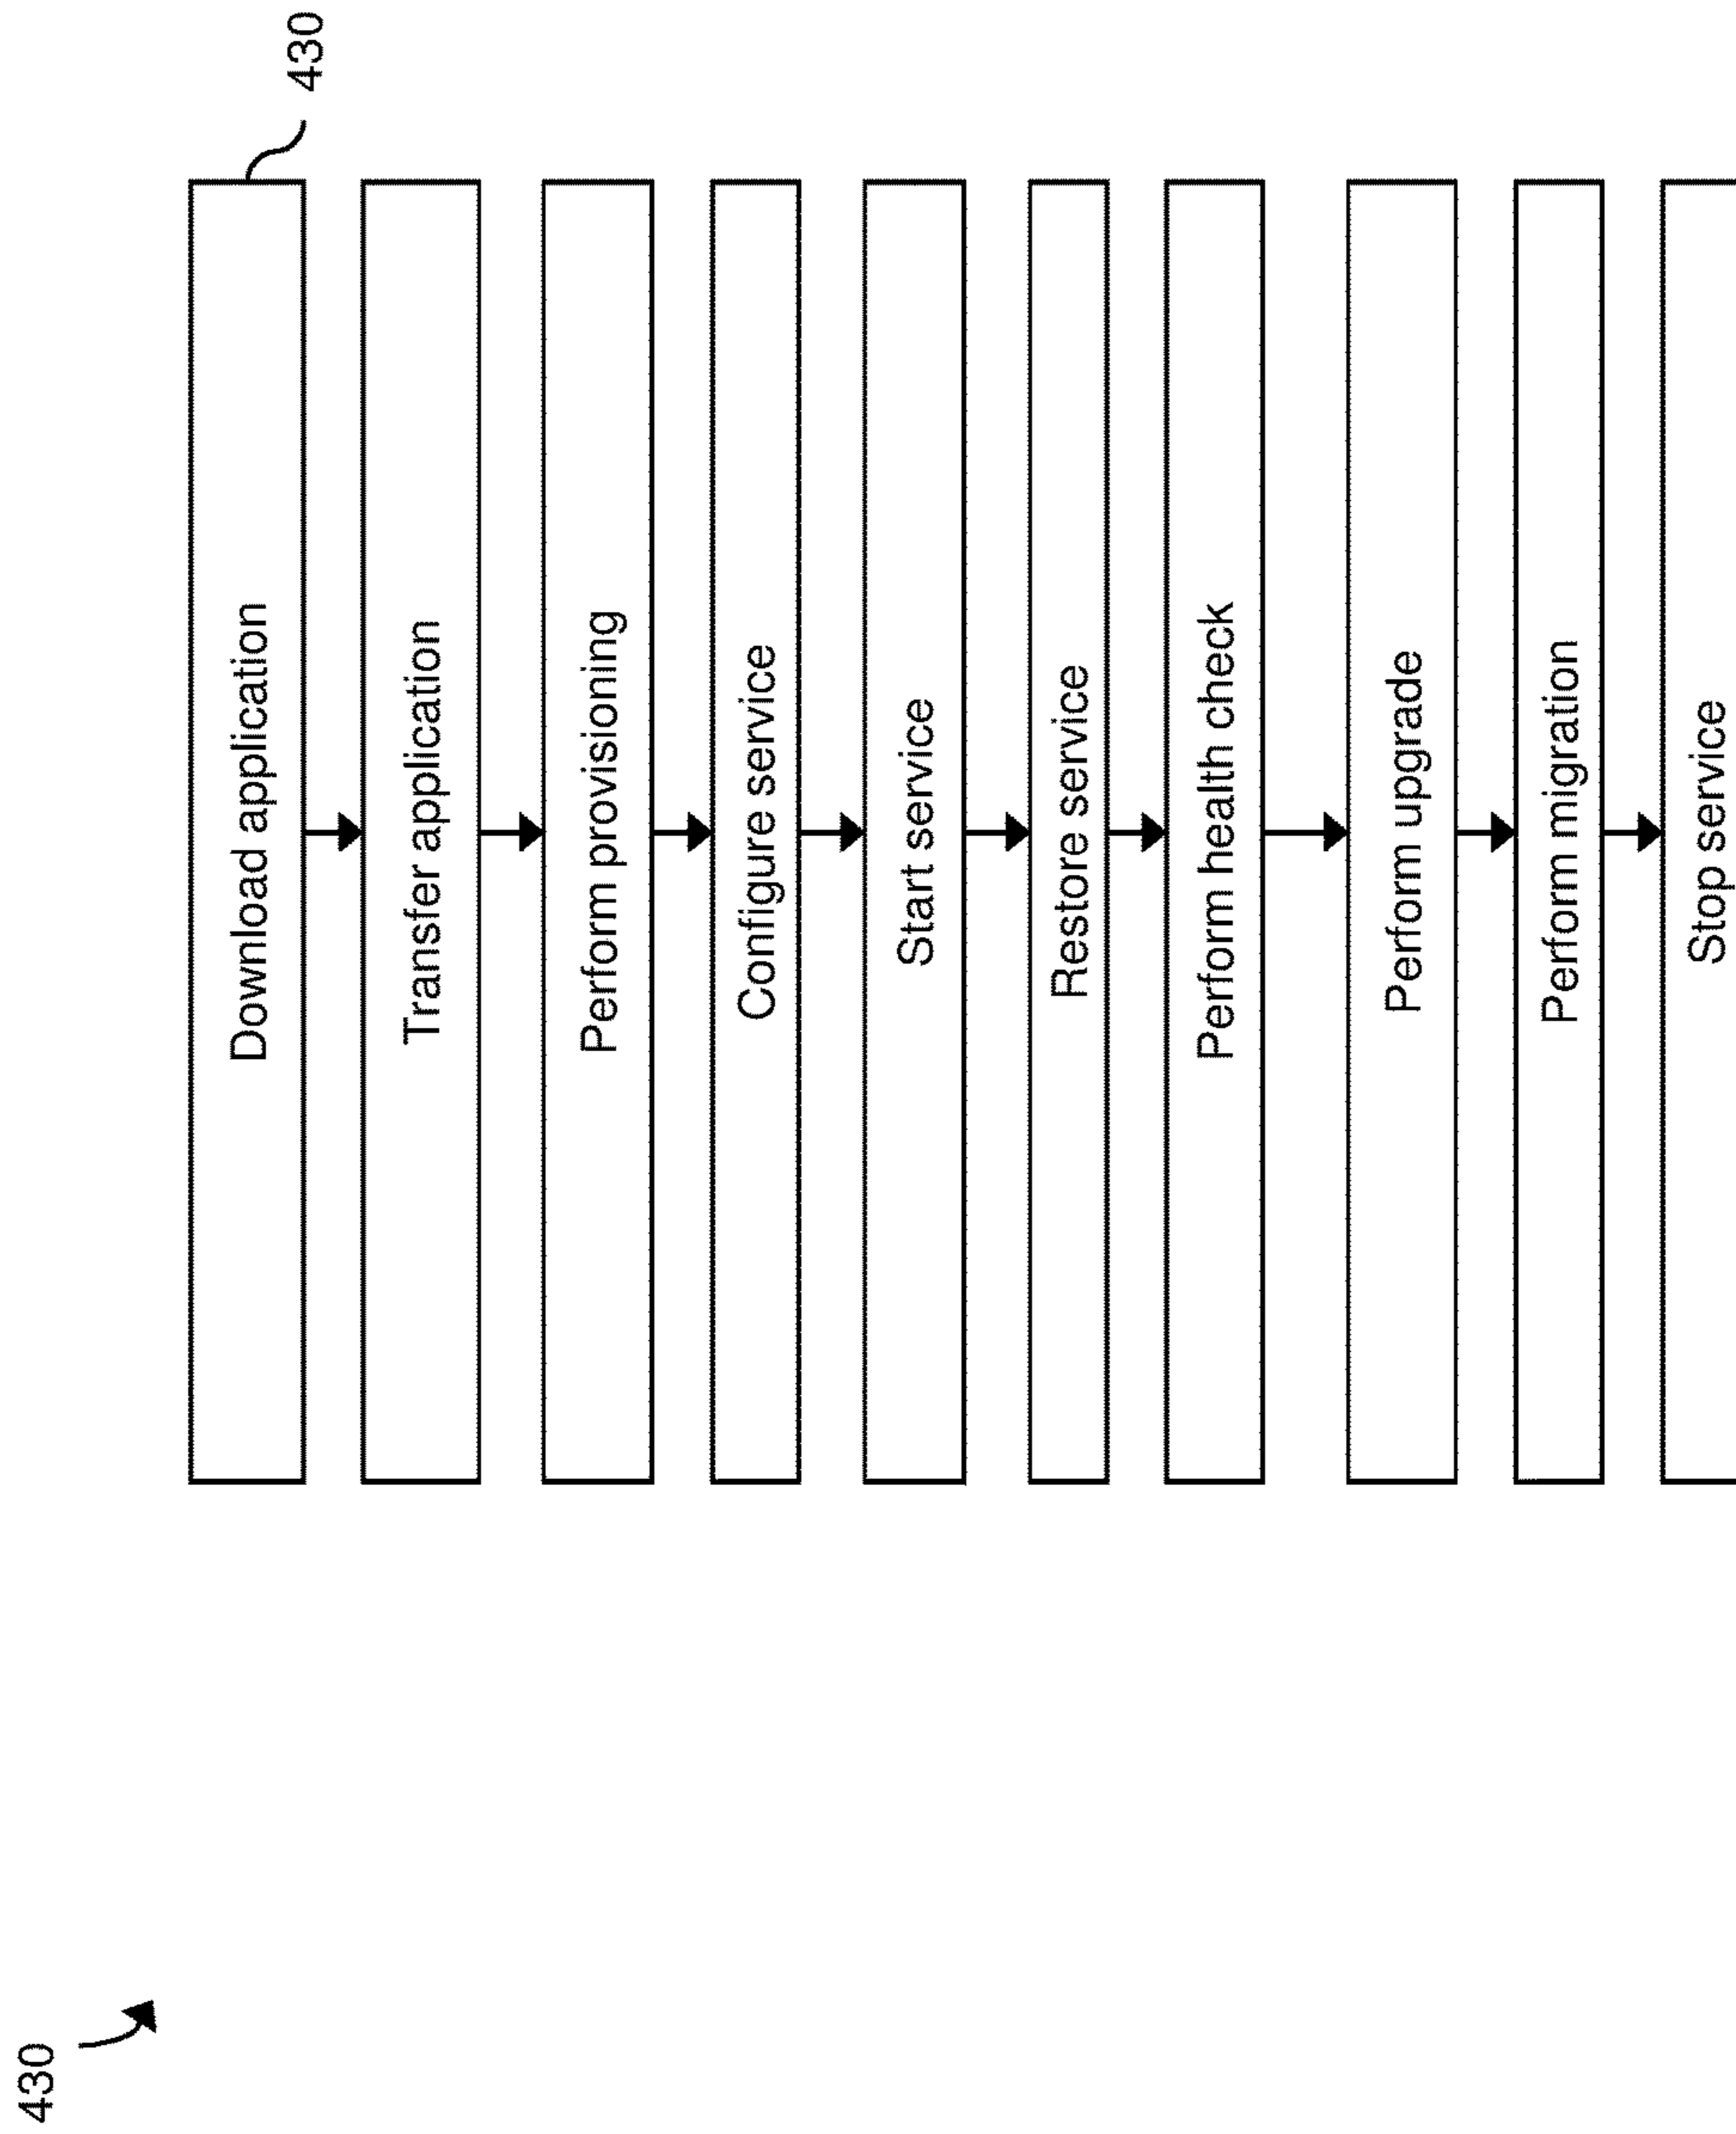 430
430
Download application
Transfer application
Perform provisioning
Configure service
Start service
Restore service
Perform health check
Perform upgrade
Perform migration
Stop service